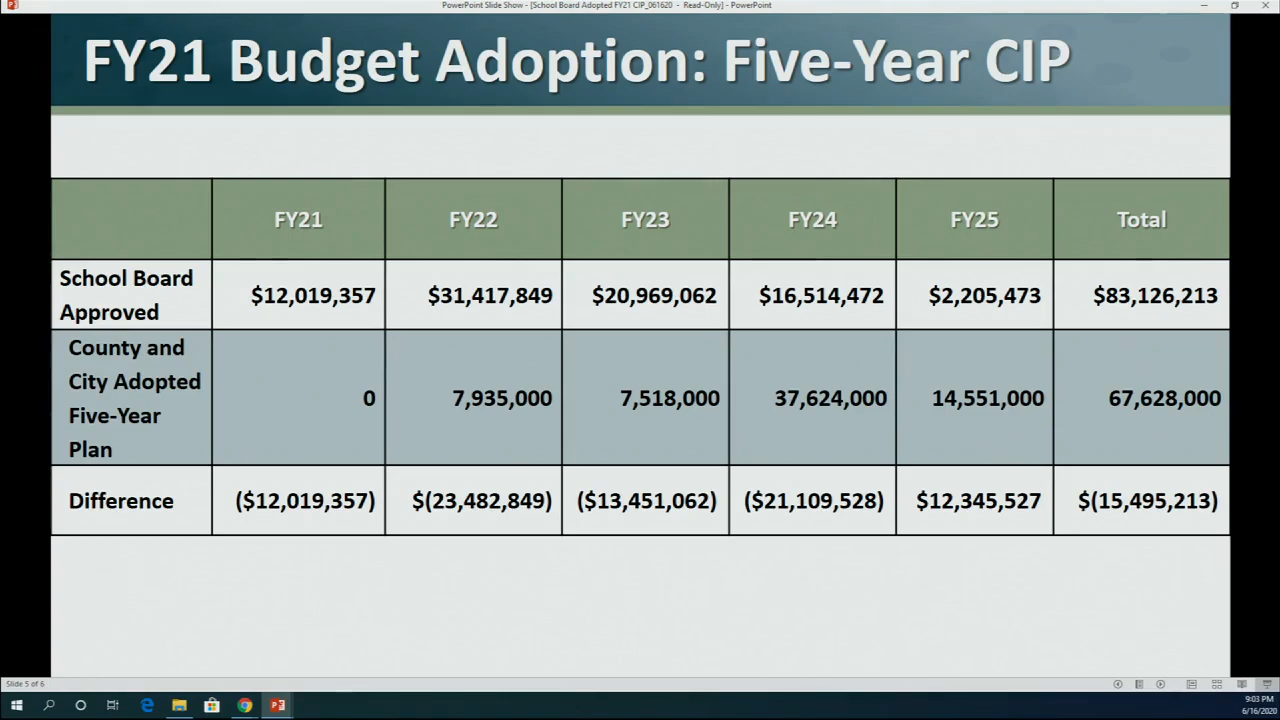 PowerPoint Slide Show - [School Board Adopted FY21 CIP_061620 - Read-Only] - PowerPoint
FY21 Budget Adoption: Five-Year CIP
FY21 FY22 FY23 FY24 FY25 Total
School Board Approved $12,019,357 $31,417,849 $20,969,062 $16,514,472 $2,205,473 $83,126,213
County and City Adopted Five-Year Plan 0 7,935,000 7,518,000 37,624,000 14,551,000 67,628,000
Difference ($12,019,357) $(23,482,849) ($13,451,062) ($21,109,528) $12,345,527 $(15,495,213)
Slide 5 of 6
9:03 PM
6/16/2020